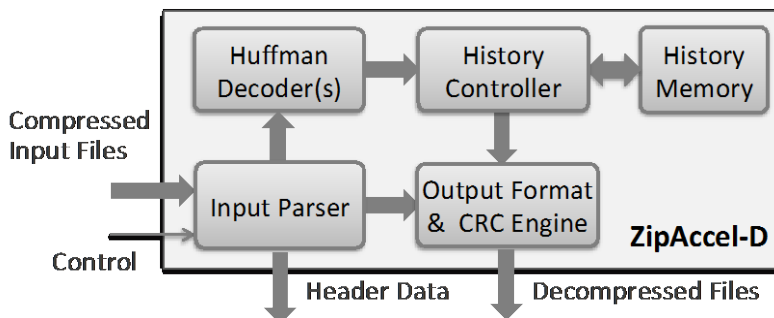 Huffman
Decoder(s)
History
Controller
History
Memory
Compressed
Input Files
Input Parser
Output Format
& CRC Engine
ZipAccel-D
Control
Header Data
Decompressed Files